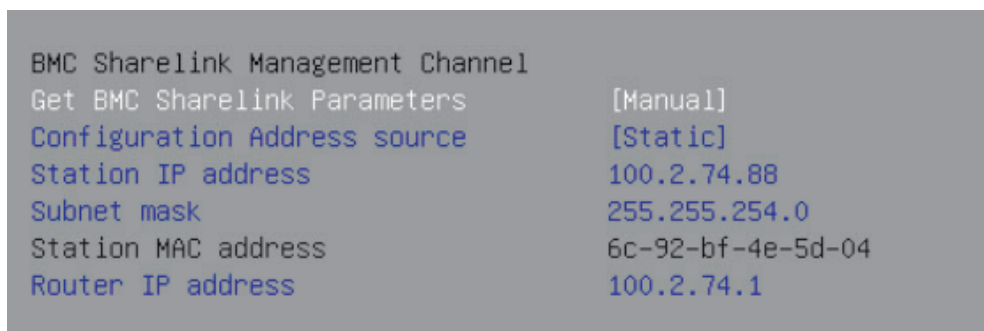 BMC Sharelink Management Channel
Get BMC Sharelink Parameters [Manual]
Configuration Address source [Static]
Station IP address 100.2.74.88
Subnet mask 255.255.254.0
Station MAC address 6c-92-bf-4e-5d-04
Router IP address 100.2.74.1